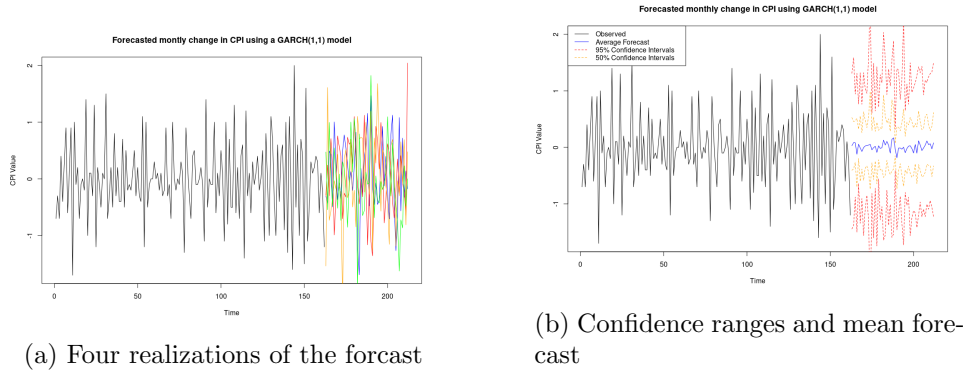 Forecasted montly change in CPI using a GARCH(1,1) model
CPI Value
2
1
0
-1
0
50
100
150
200
Time
(a) Four realizations of the forcast
Forecasted monthly change in CPI using GARCH(1,1) model
Observed
Average Forecast
95% Confidence Intervals
50% Confidence Intervals
CPI Value
2
1
0
-1
0
50
100
150
200
Time
(b) Confidence ranges and mean fore-
cast